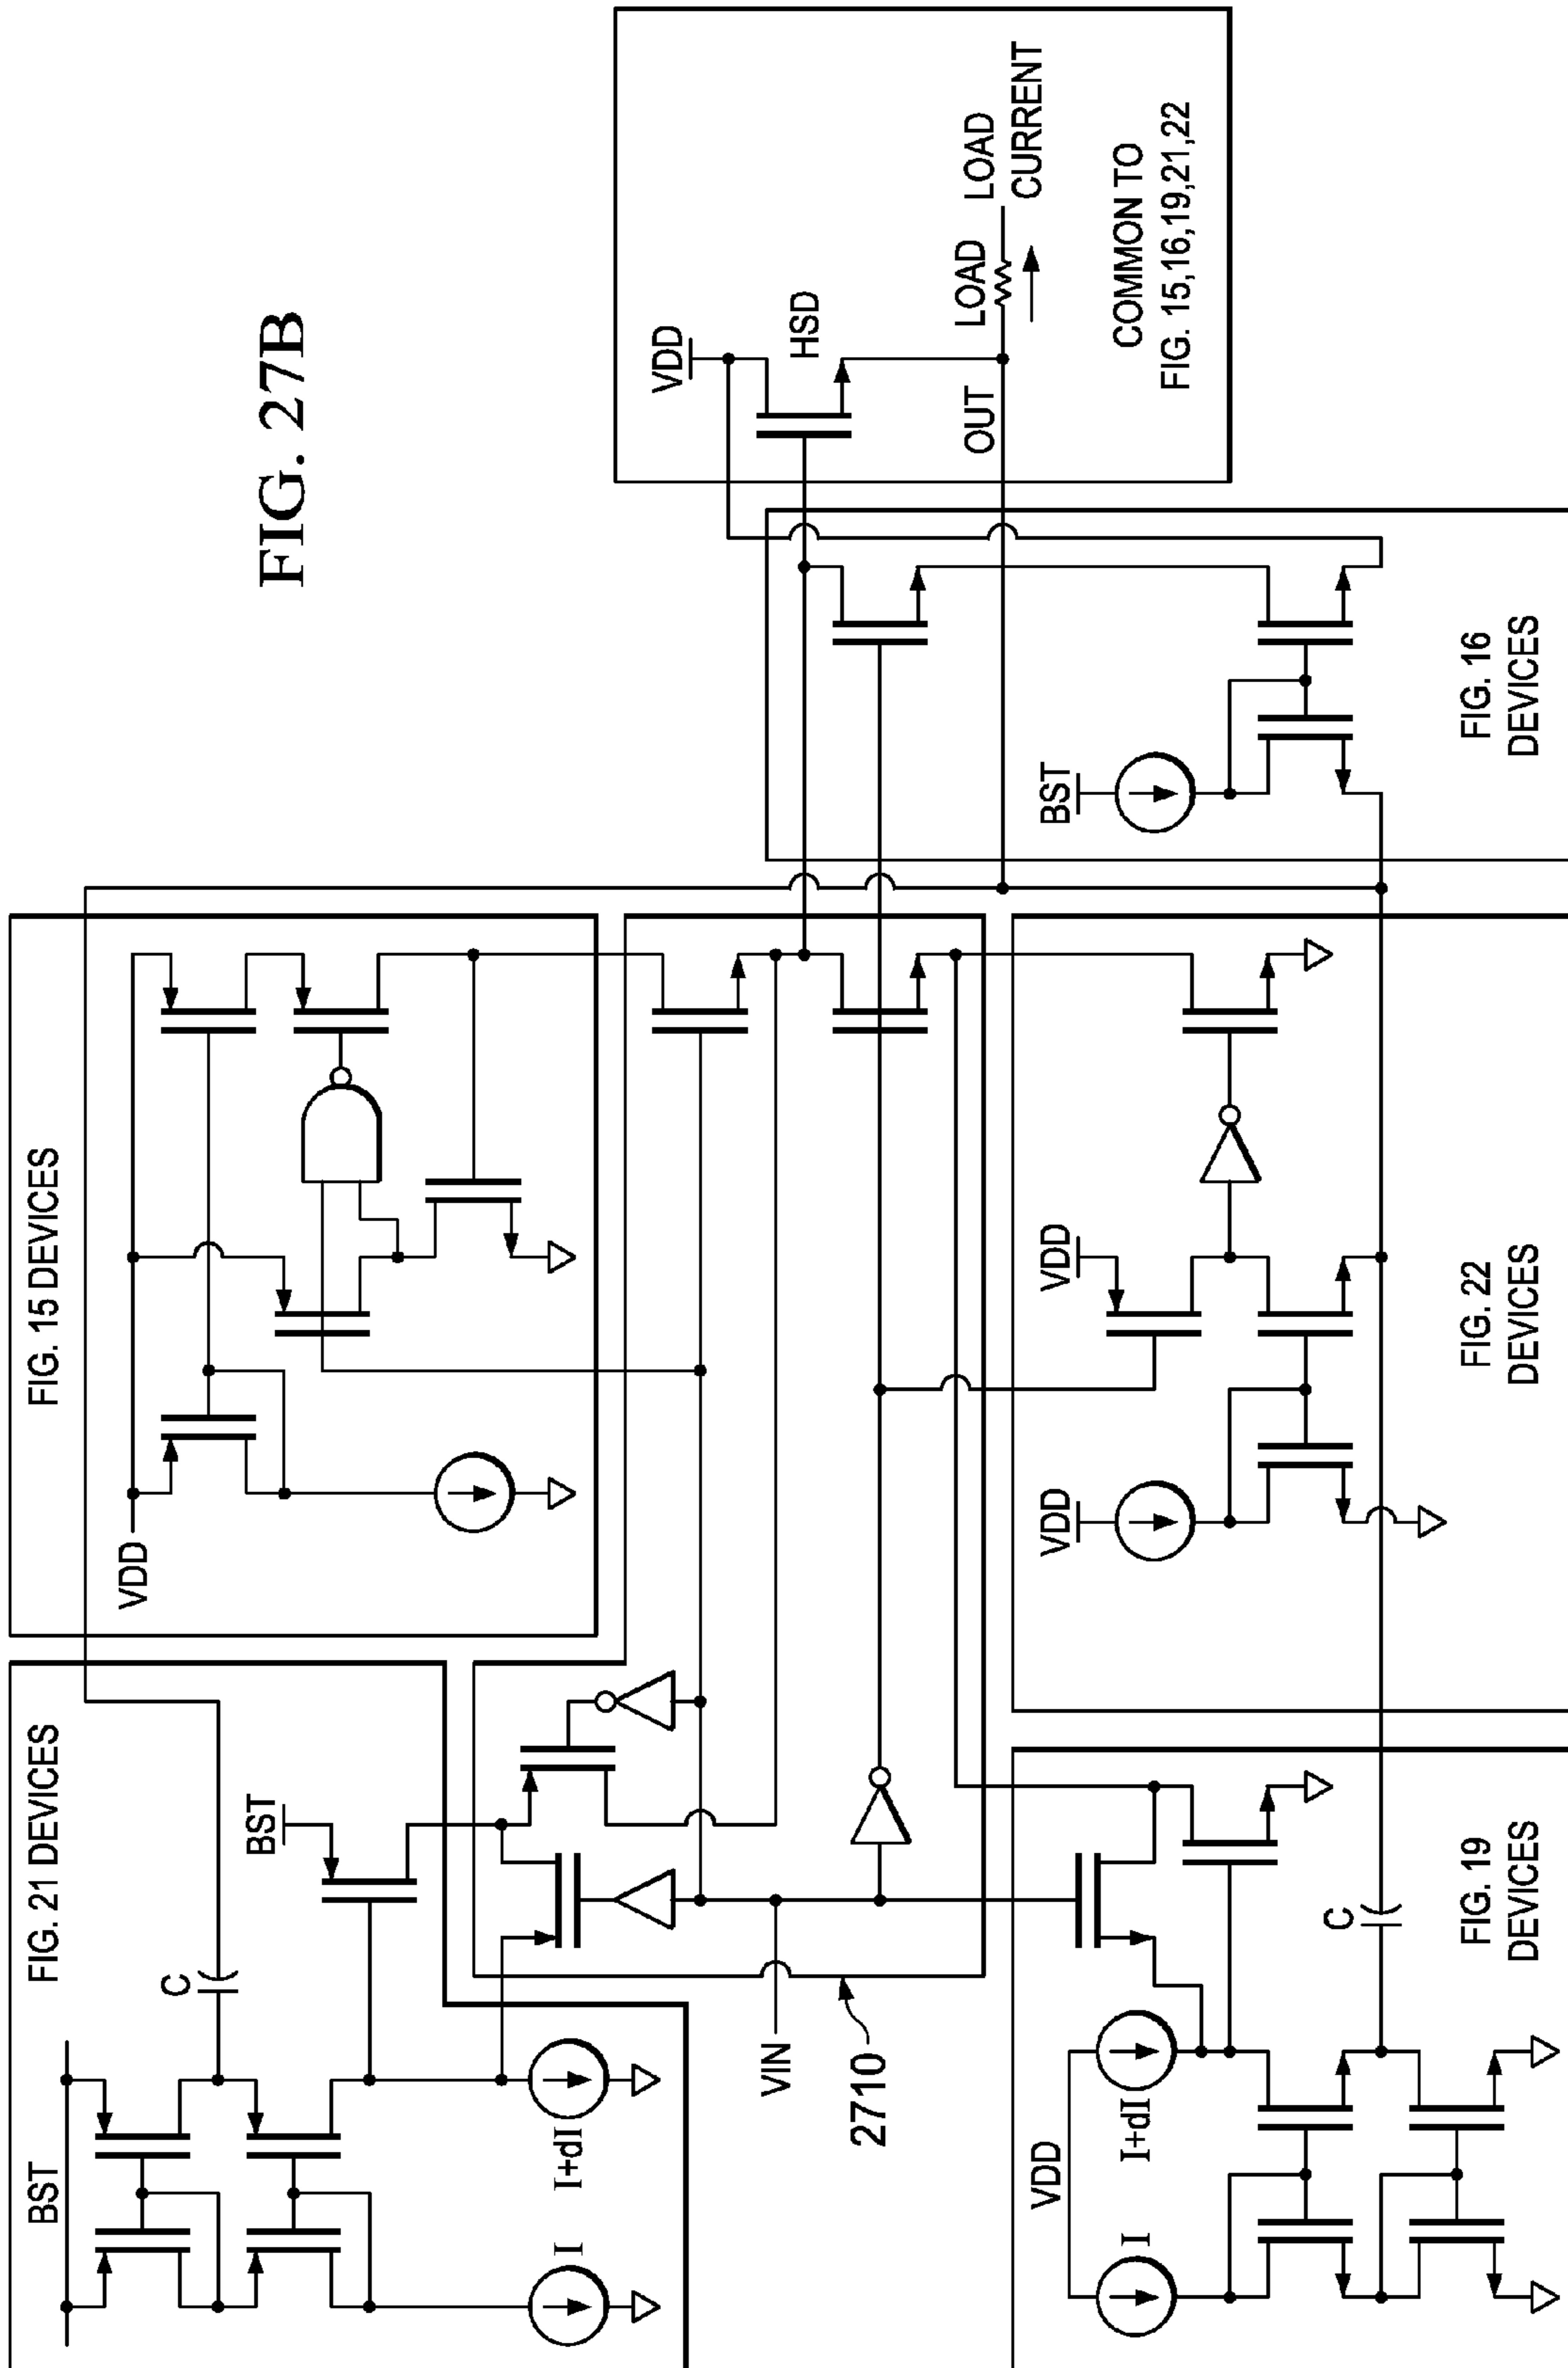 FIG. 27B
FIG. 21 DEVICES
BST
C
BST
I
I+dI
FIG. 15 DEVICES
VDD
VDD
HSD
OUT
LOAD
LOAD
CURRENT
COMMON TO
FIG. 15,16,19,21,22
VIN
2710
VDD
I
I+dI
C
FIG. 19
DEVICES
VDD
VDD
FIG. 22
DEVICES
BST
FIG. 16
DEVICES